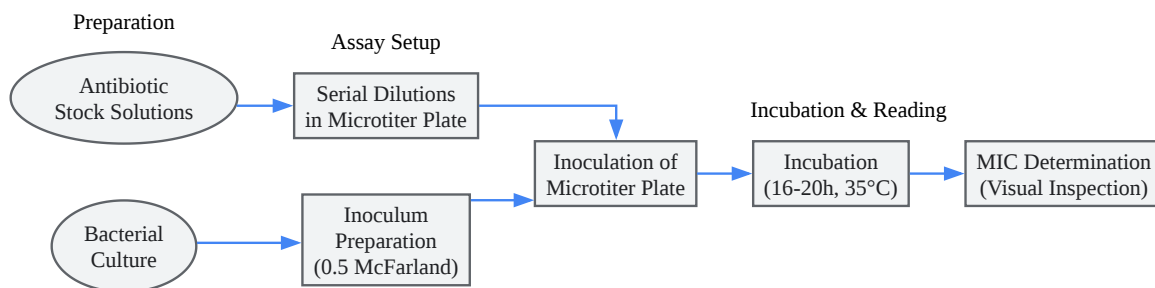 Preparation
Antibiotic
Stock Solutions
Assay Setup
Serial Dilutions
in Microtiter Plate
Bacterial
Culture
Inoculum
Preparation
(0.5 McFarland)
Inoculation of
Microtiter Plate
Incubation & Reading
Incubation
(16-20h, 35°C)
MIC Determination
(Visual Inspection)